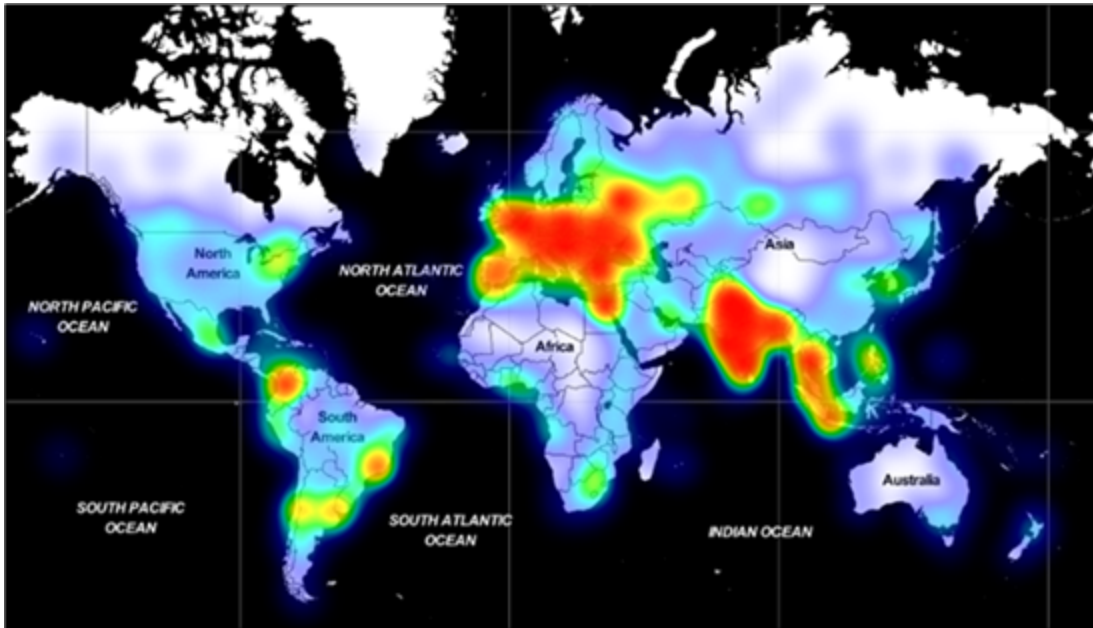 North
America
NORTH ATLANTIC
OCEAN
Asia
NORTH PACIFIC
OCEAN
Africa
South
America
Australia
SOUTH PACIFIC
OCEAN
SOUTH ATLANTIC
OCEAN
INDIAN OCEAN